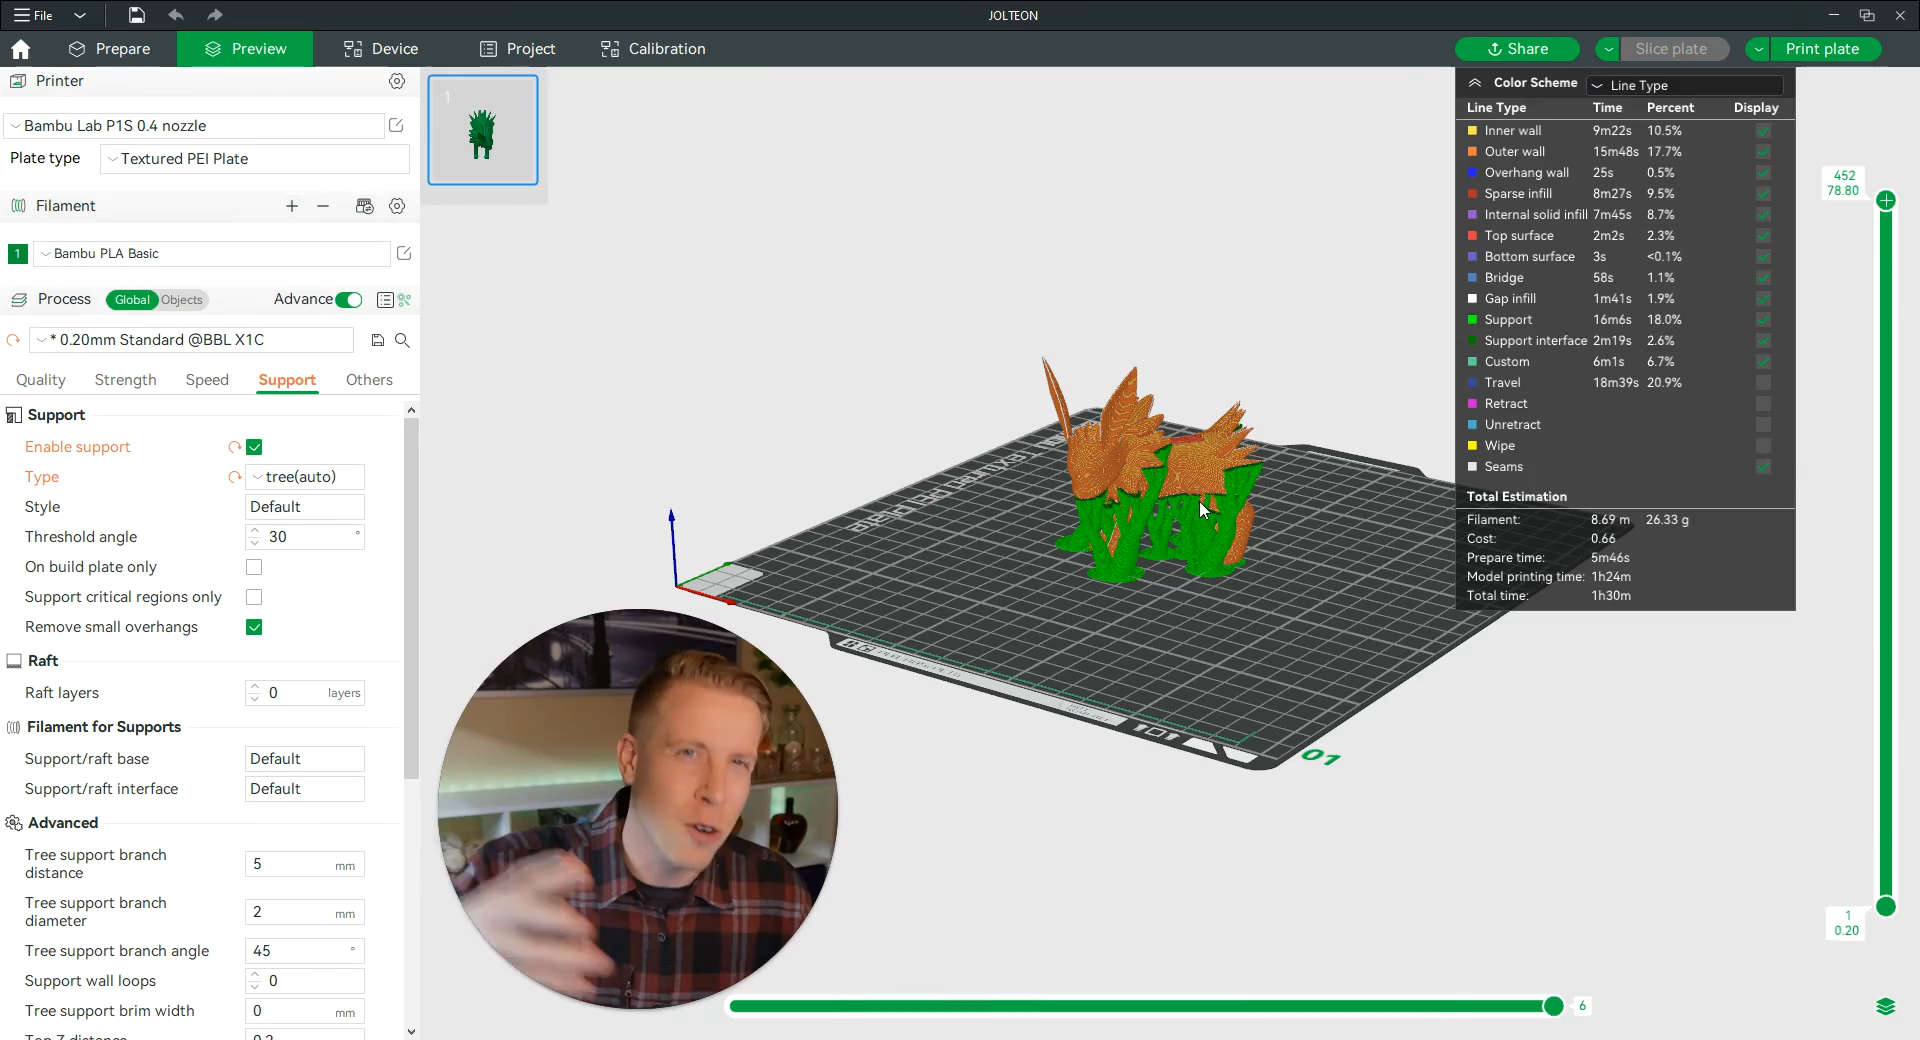 File
JOLTEON
Prepare
Preview
Device
Project
Calibration
Share
Slice plate
Print plate
Printer
Bambu Lab P1S 0.4 nozzle
Plate type
Textured PEI Plate
Filament
1
Bambu PLA Basic
Process
Global
Objects
Advance
* 0.20mm Standard @BBL X1C
Quality
Strength
Speed
Support
Others
Support
Enable support
Type
tree(auto)
Style
Default
Threshold angle
30
°
On build plate only
Support critical regions only
Remove small overhangs
Raft
Raft layers
0
layers
Filament for Supports
Support/raft base
Default
Support/raft interface
Default
Advanced
Tree support branch
distance
5
mm
Tree support branch
diameter
2
mm
Tree support branch angle
45
°
Support wall loops
0
Tree support brim width
0
mm
Top Z distance
0.2
1
01
6
Color Scheme
Line Type
Line Type Time Percent Display
Inner wall 9m22s 10.5%
Outer wall 15m48s 17.7%
Overhang wall 25s 0.5%
Sparse infill 8m27s 9.5%
Internal solid infill 7m45s 8.7%
Top surface 2m2s 2.3%
Bottom surface 3s <0.1%
Bridge 58s 1.1%
Gap infill 1m41s 1.9%
Support 16m6s 18.0%
Support interface 2m19s 2.6%
Custom 6m1s 6.7%
Travel 18m39s 20.9%
Retract
Unretract
Wipe
Seams
Total Estimation
Filament: 8.69 m 26.33 g
Cost: 0.66
Prepare time: 5m46s
Model printing time: 1h24m
Total time: 1h30m
452
78.80
1
0.20